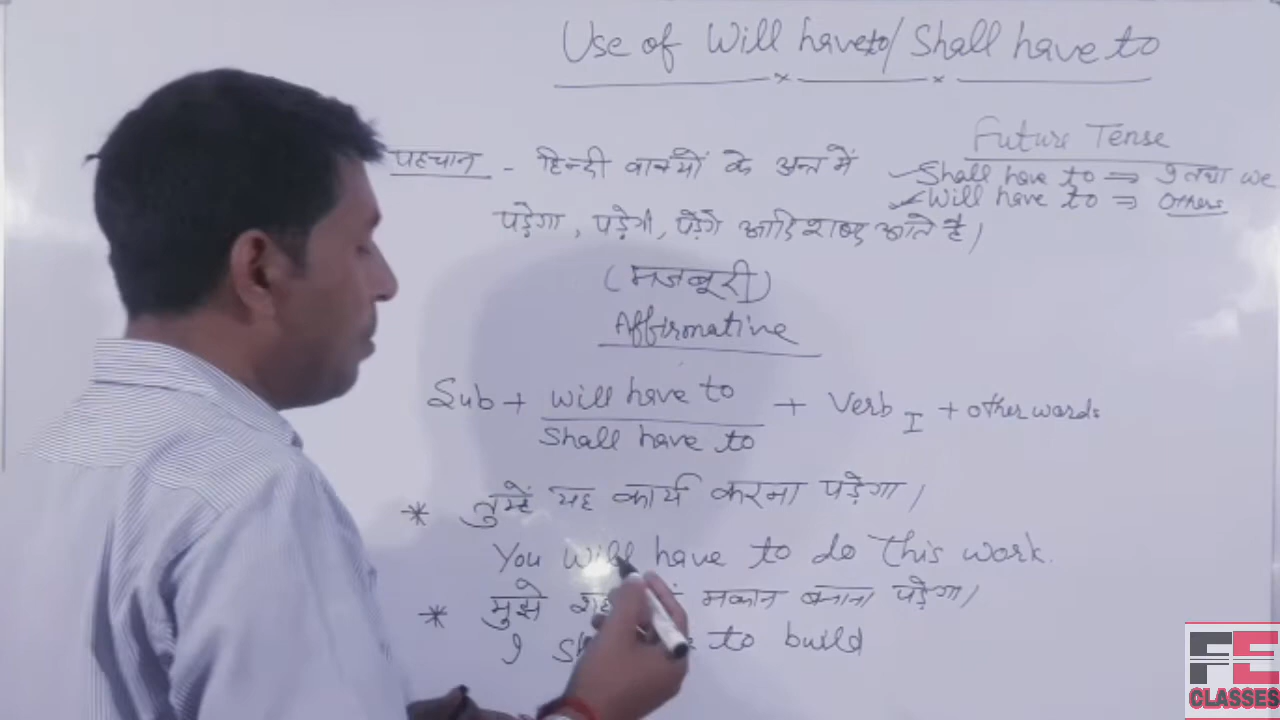 Use of Will have to/ Shall have to
Future Tense
पहचान - हिन्दी वाक्यों के अन्त में
पड़ेगा, पड़ेगी, पड़ेंगे आदि शब्द आते है।
Shall have to ⇒ I तथा we
Will have to ⇒ Others
(मजबूरी)
Affirmative
Sub + will have to / Shall have to + Verb I + other words
* तुम्हें यह कार्य करना पड़ेगा।
You will have to do this work.
* मुझे मकान बनाना पड़ेगा।
I to build
FE
CLASSES